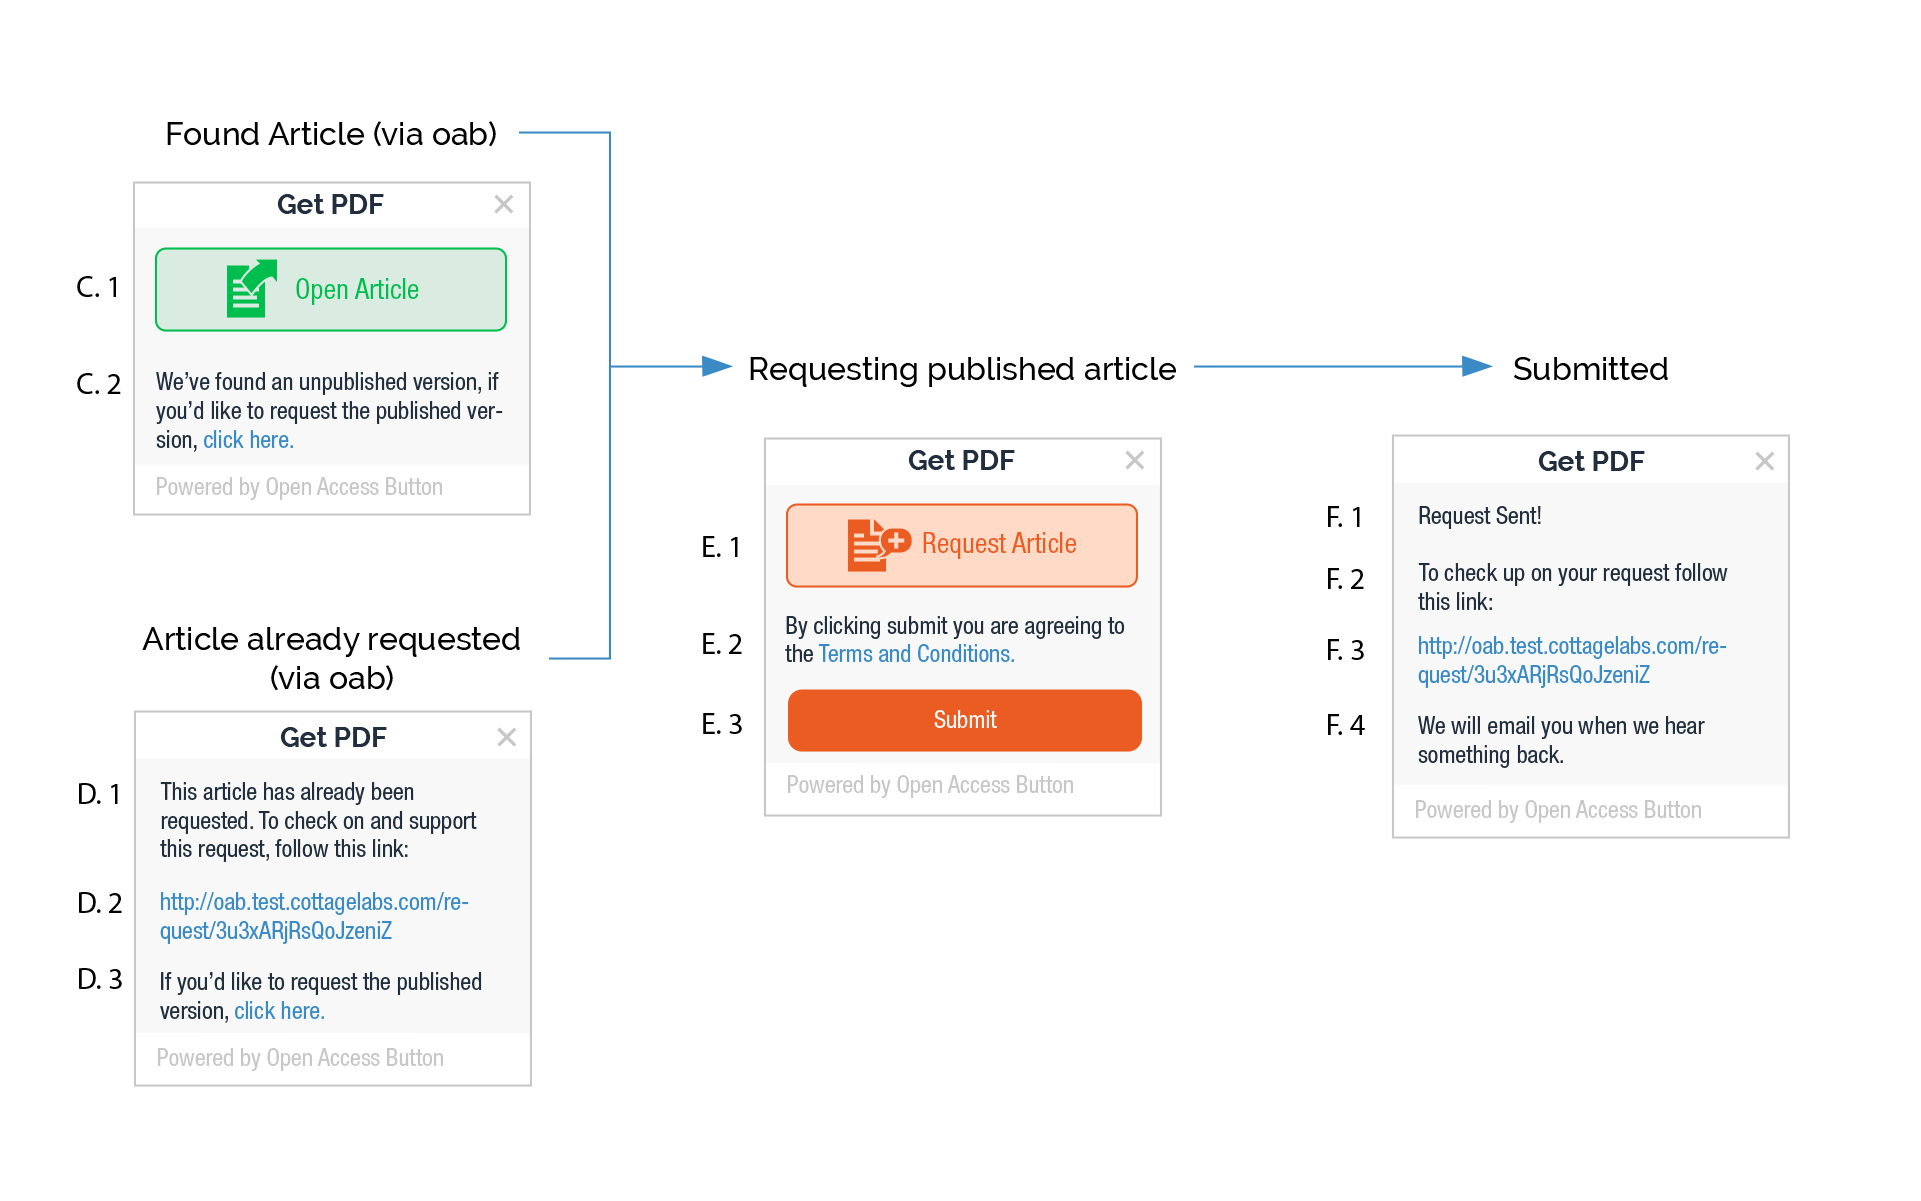 Found Article (via oab)
Get PDF
C. 1
Open Article
C. 2
We've found an unpublished version, if
you'd like to request the published ver-
sion, click here.
Powered by Open Access Button
Article already requested
(via oab)
Get PDF
D. 1
This article has already been
requested. To check on and support
this request, follow this link:
D. 2
http://oab.test.cottagelabs.com/re-
quest/3u3xARjRsQoJzeniZ
D. 3
If you'd like to request the published
version, click here.
Powered by Open Access Button
Requesting published article
Get PDF
E. 1
Request Article
E. 2
By clicking submit you are agreeing to
the Terms and Conditions.
E. 3
Submit
Powered by Open Access Button
Submitted
Get PDF
F. 1
Request Sent!
F. 2
To check up on your request follow
this link:
F. 3
http://oab.test.cottagelabs.com/re-
quest/3u3xARjRsQoJzeniZ
F. 4
We will email you when we hear
something back.
Powered by Open Access Button